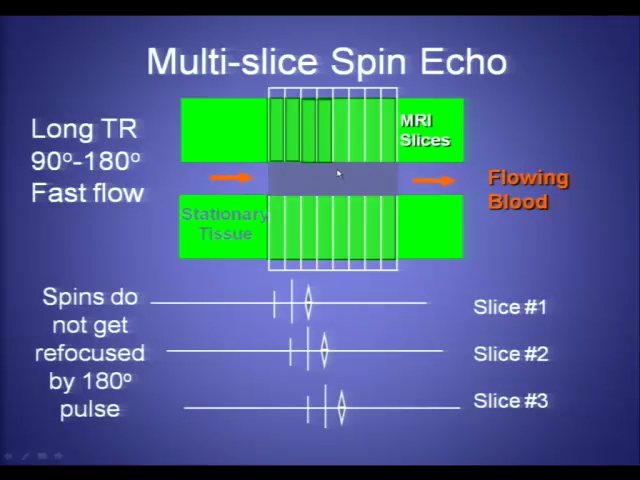 Multi-slice Spin Echo
Long TR
90º-180º
Fast flow
MRI
Slices
Flowing
Blood
Stationary
Tissue
Spins do
not get
refocused
by 180º
pulse
Slice #1
Slice #2
Slice #3